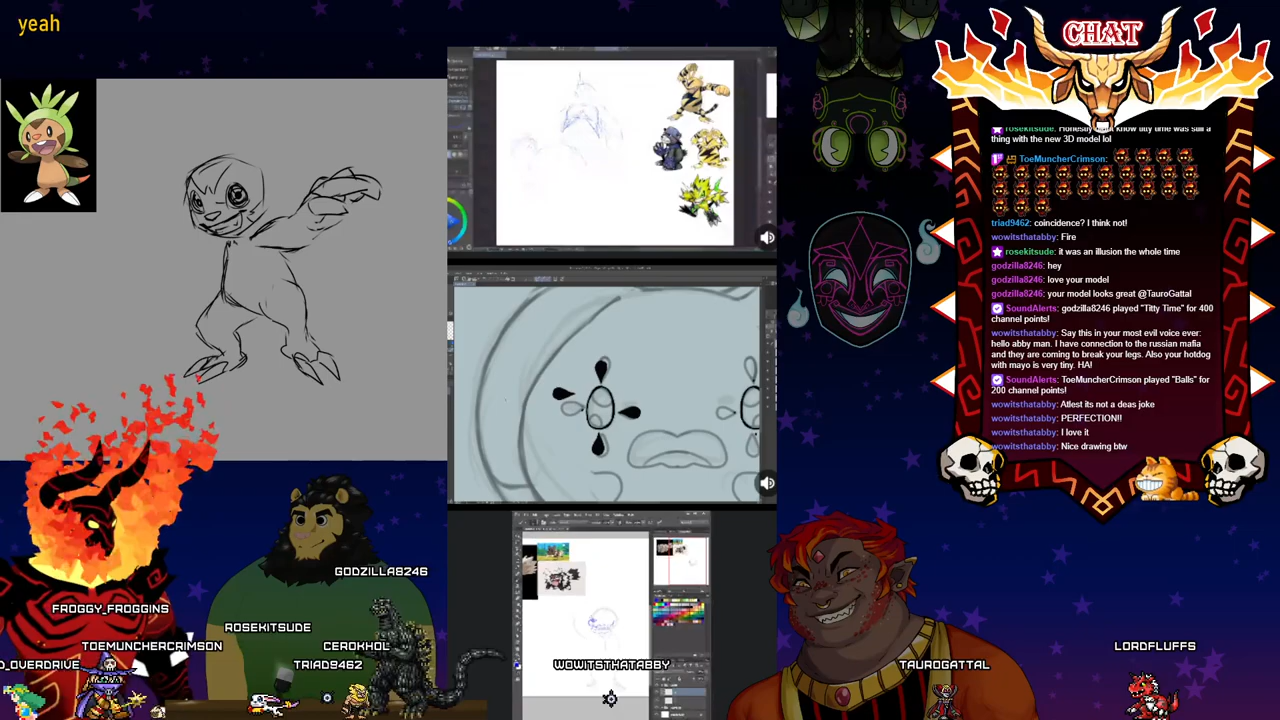 yeah
CHAT
rosekitsude: Honestly
know titty time was still a
thing with the new 3D model lol
ToeMuncherCrimson:
triad9462: coincidence? I think not!
wowitsthatabby: Fire
rosekitsude: it was an illusion the whole time
godzilla8246: hey
godzilla8246: love your model
godzilla8246: your model looks great @TauroGattal
SoundAlerts: godzilla8246 played "Titty Time" for 400
channel points!
wowitsthatabby: Say this in your most evil voice ever:
hello abby man. I have connection to the russian mafia
and they are coming to break your legs. Also your hotdog
with mayo is very tiny. HA!
SoundAlerts: ToeMuncherCrimson played "Balls" for
200 channel points!
wowitsthatabby: Atlest its not a deas joke
wowitsthatabby: PERFECTION!!
wowitsthatabby: I love it
wowitsthatabby: Nice drawing btw
GODZILLA8246
FROGGY_FROGGINS
ROSEKITSUDE
TOEMUNCHERCRIMSON
CEROKHOL
D_OVERDRIVE
TRIAD9462
WOWITSTHATABBY
TAUROGATTAL
LORDFLUFFS